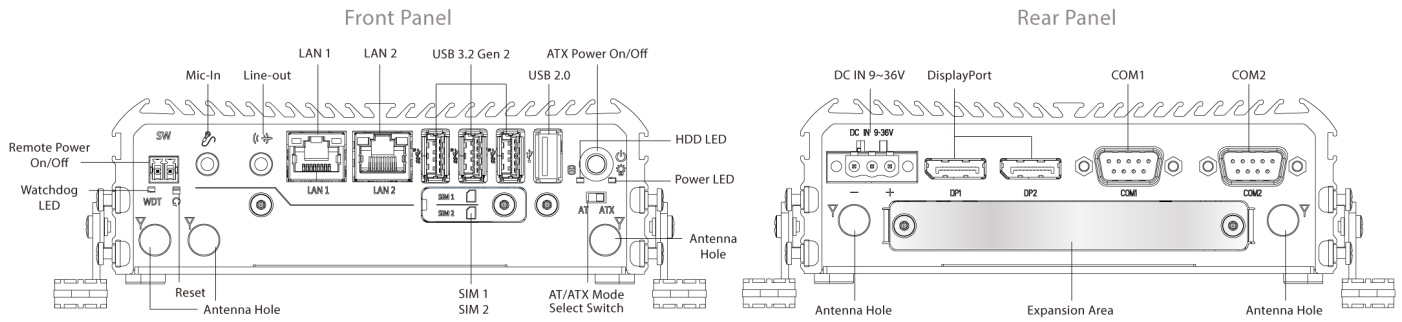 Front Panel
Rear Panel
LAN 1
LAN 2
USB 3.2 Gen 2
ATX Power On/Off
Mic-In
Line-out
USB 2.0
DC IN 9~36V
DisplayPort
COM1
COM2
SW
DC IN 9-36V
HDD LED
Remote Power
On/Off
Power LED
LAN 1
LAN 2
SIM 1
SIM 2
Watchdog
LED
WDT
AT ATX
− +
DP1
DP2
COM1
COM2
Antenna
Hole
Reset
Antenna Hole
SIM 1
SIM 2
AT/ATX Mode
Select Switch
Antenna Hole
Expansion Area
Antenna Hole